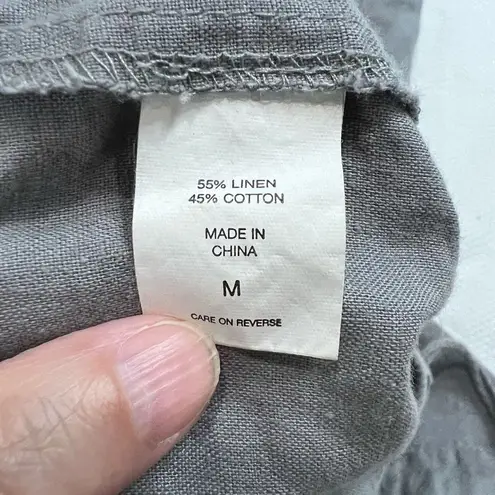 55% LINEN
45% COTTON
MADE IN
CHINA
M
CARE ON REVERSE